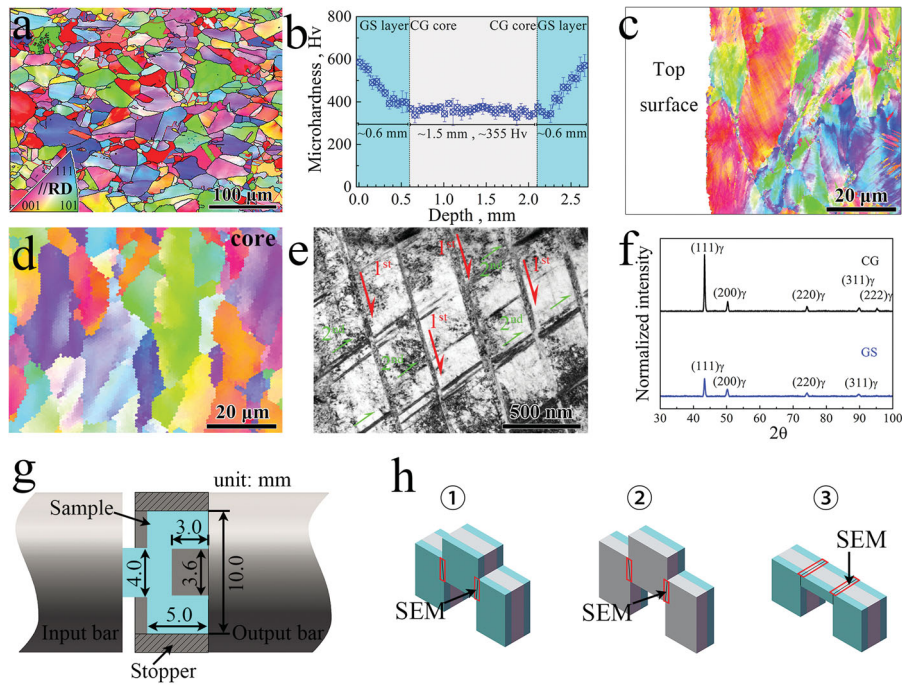 a
111
//RD
001
101
100 μm
b
800
700
600
500
400
300
200
100
0
Microhardness , Hv
GS layer
CG core
CG core
GS layer
~0.6 mm
~1.5 mm , ~355 Hv
~0.6 mm
0.0 0.5 1.0 1.5 2.0 2.5
Depth , mm
c
Top
surface
20 μm
d
core
20 μm
e
1st
1st
1st
1st
2nd
2nd
2nd
2nd
500 nm
f
Normalized intensity
(111)γ
(200)γ
(220)γ
(311)γ
(222)γ
CG
GS
(111)γ
(200)γ
(220)γ
(311)γ
30 40 50 60 70 80 90 100
2θ
g
unit: mm
Sample
3.0
4.0
3.6
10.0
5.0
Input bar
Output bar
Stopper
h
①
②
③
SEM
SEM
SEM